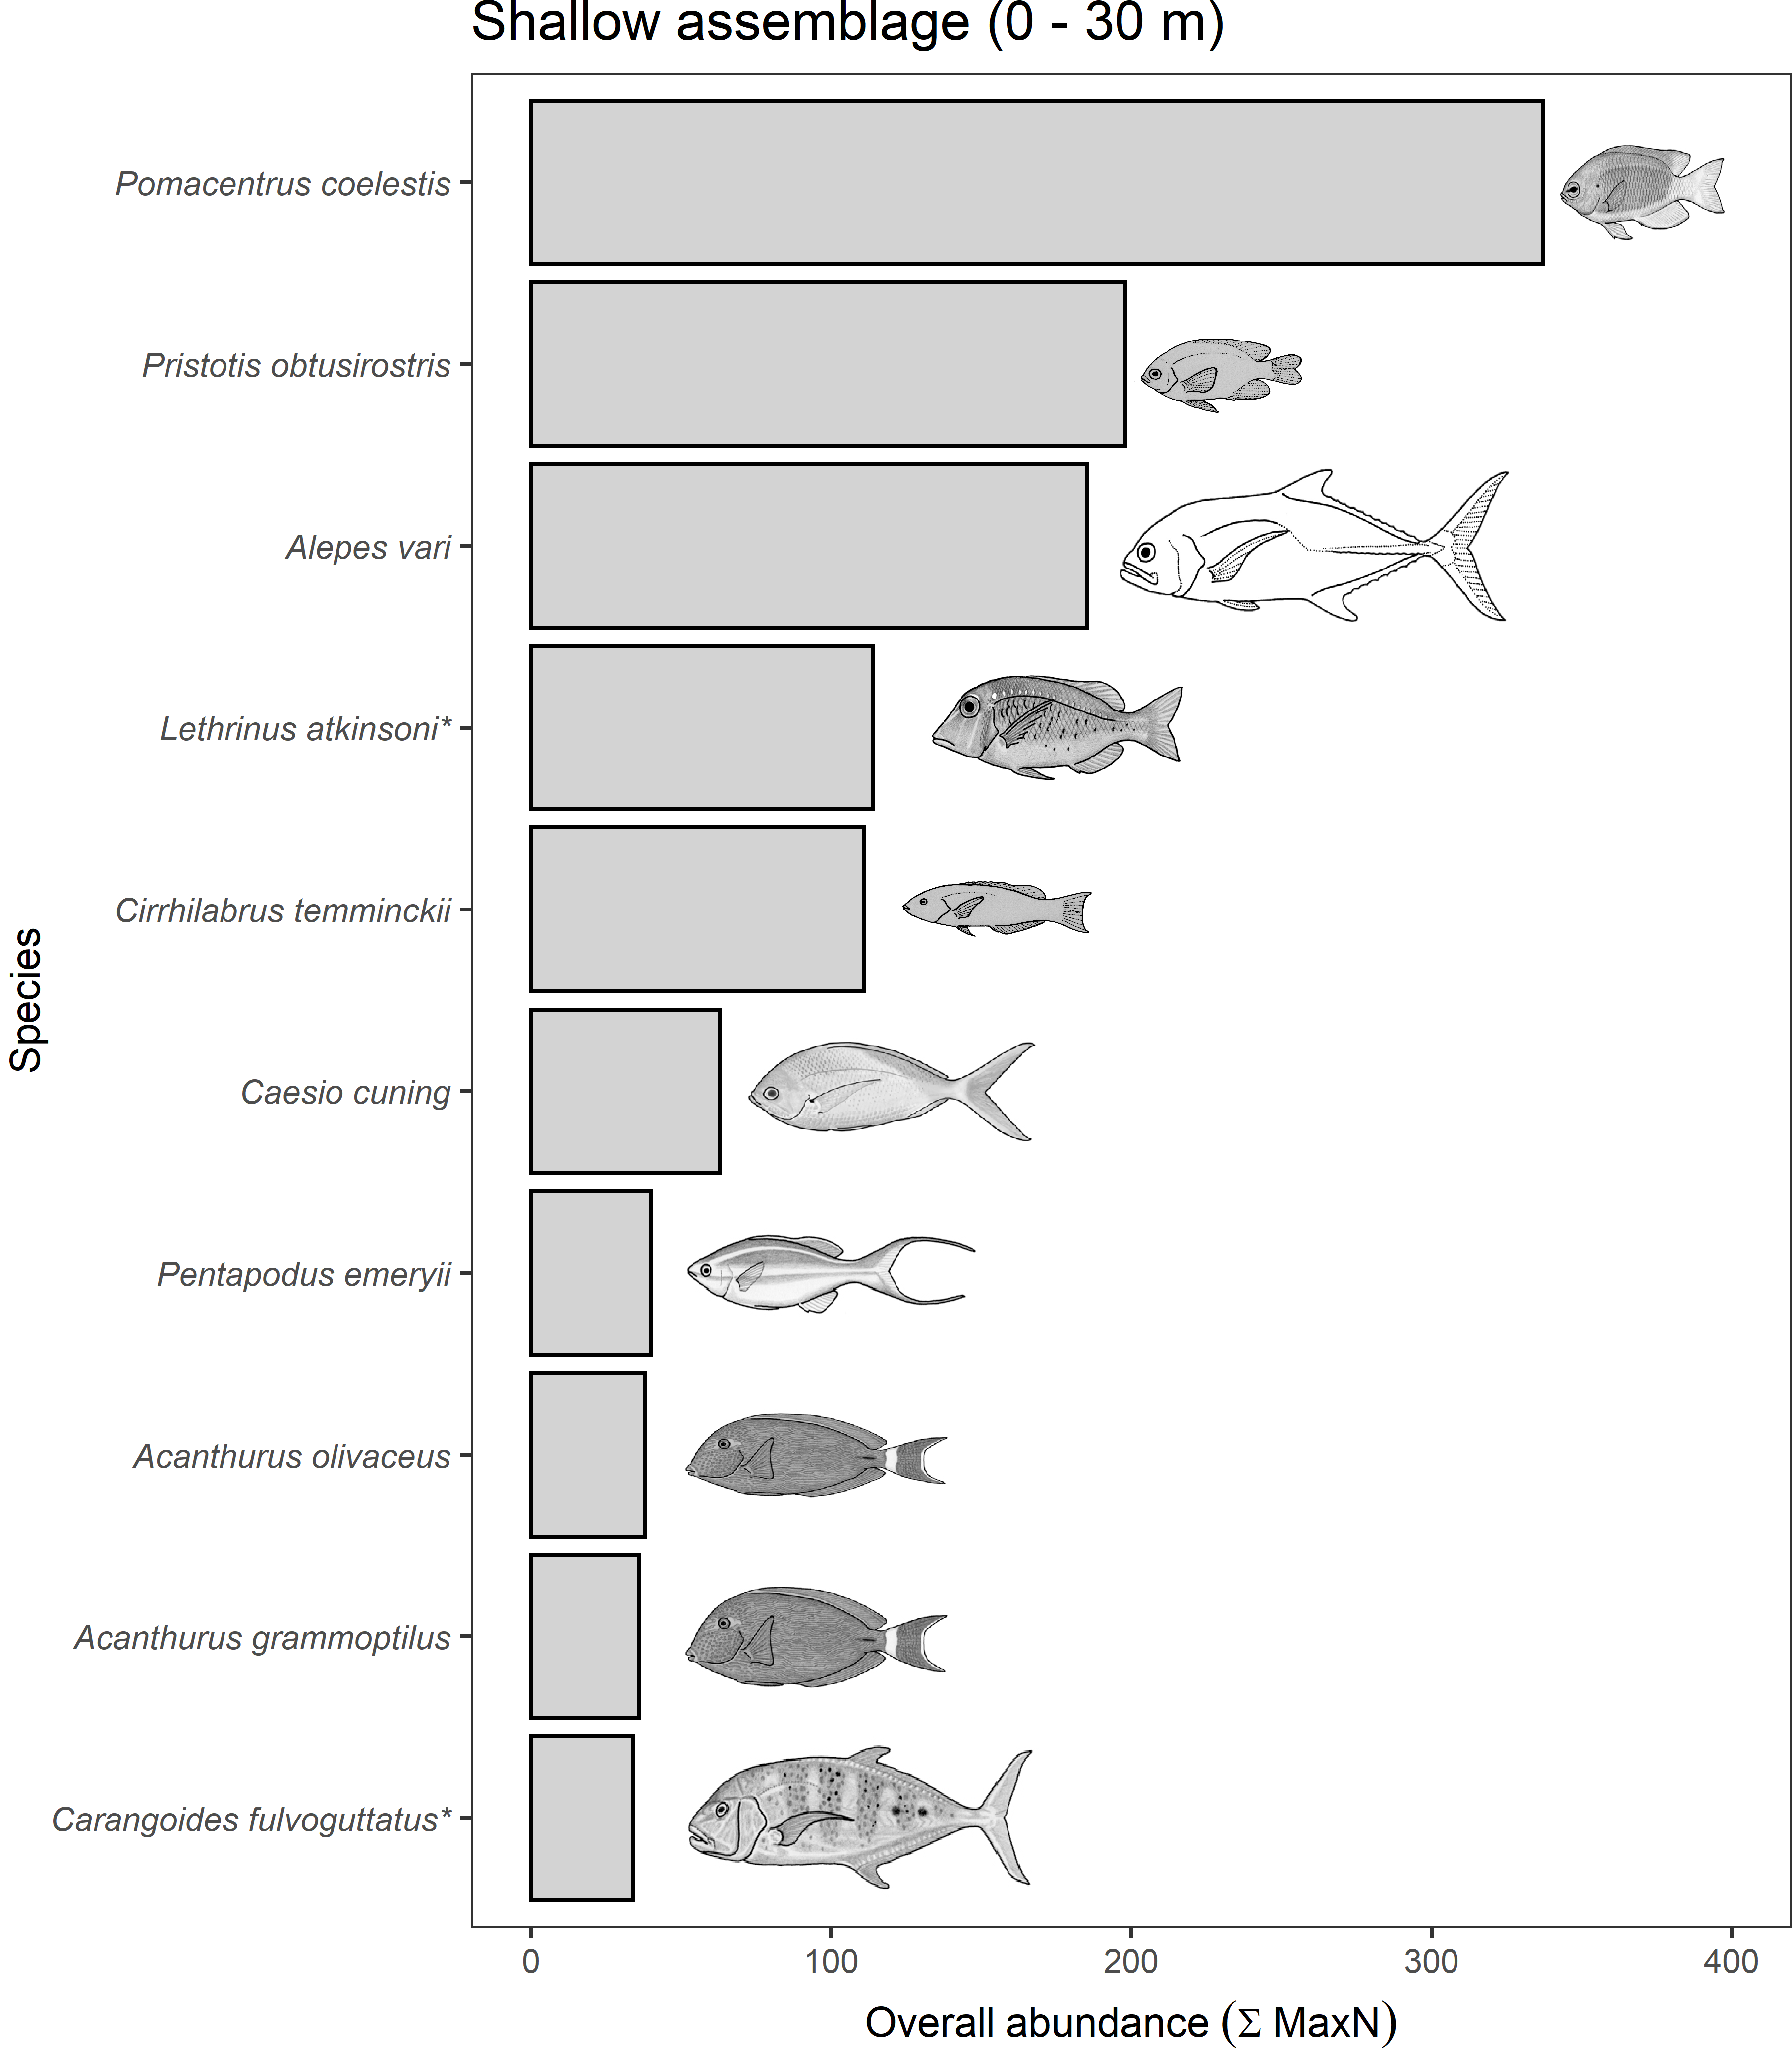 Shallow assemblage (0 - 30 m)
Pomacentrus coelestis
Pristotis obtusirostris
Alepes vari
Lethrinus atkinsoni*
Cirrhilabrus temminckii
Species
Caesio cuning
Pentapodus emeryii
Acanthurus olivaceus
Acanthurus grammoptilus
Carangoides fulvoguttatus*
0 100 200 300 400
Overall abundance (Σ MaxN)